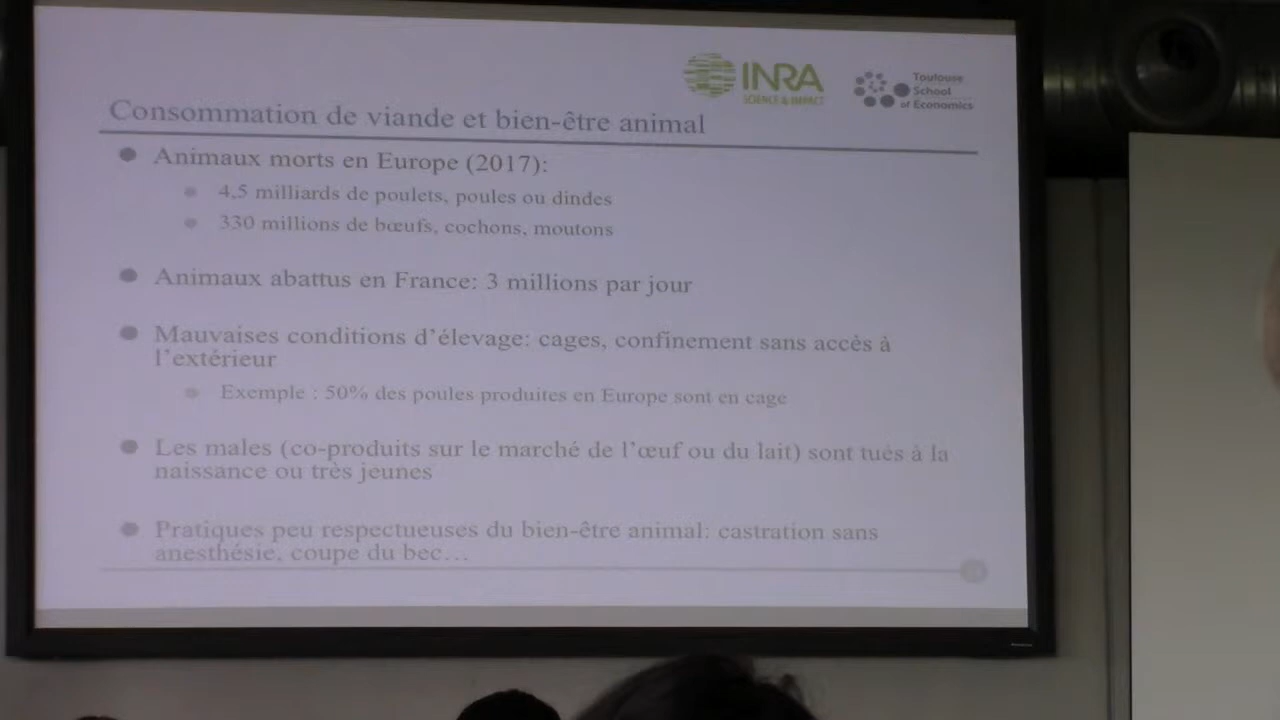 INRA
SCIENCE & IMPACT
Toulouse
School
of Economics
Consommation de viande et bien-être animal
Animaux morts en Europe (2017):
4,5 milliards de poulets, poules ou dindes
330 millions de bœufs, cochons, moutons
Animaux abattus en France: 3 millions par jour
Mauvaises conditions d'élevage: cages, confinement sans accès à
l'extérieur
Exemple : 50% des poules produites en Europe sont en cage
Les males (co-produits sur le marché de l'œuf ou du lait) sont tués à la
naissance ou très jeunes
Pratiques peu respectueuses du bien-être animal: castration sans
anesthésie, coupe du bec…